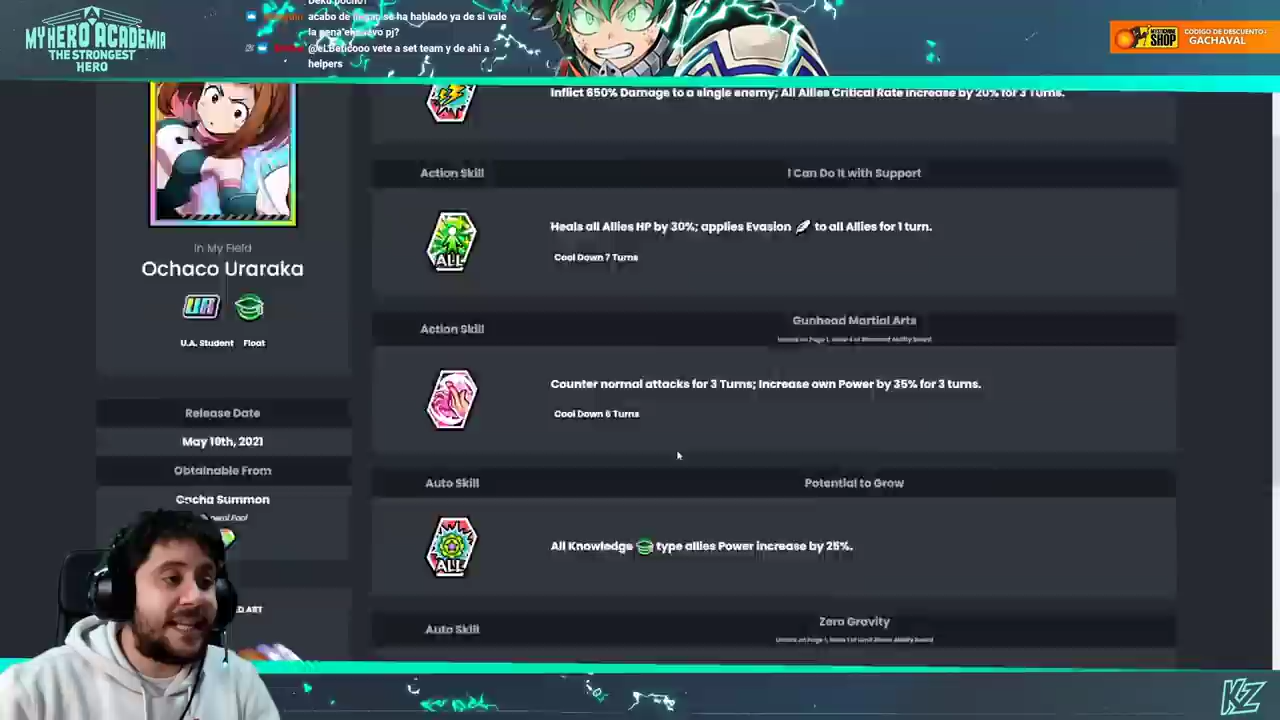 MY HERO ACADEMIA
THE STRONGEST
HERO
acabo de
se ha hablado ya de si vale
la pena
pj?
@eLBeticooo vete a set team y de ahi a
helpers
SHOP
CODIGO DE DESCUENTO
GACHAVAL
Inflict 650% Damage to a single enemy; All Allies Critical Rate increase by 20% for 3 Turns.
Action Skill
I Can Do It with Support
ALL
Heals all Allies HP by 30%; applies Evasion to all Allies for 1 turn.
Cool Down 7 Turns
In My Field
Ochaco Uraraka
UR
U.A. Student
Float
Action Skill
Gunhead Martial Arts
Counter normal attacks for 3 Turns; Increase own Power by 35% for 3 turns.
Cool Down 6 Turns
Release Date
May 10th, 2021
Obtainable From
Gacha Summon
Auto Skill
Potential to Grow
ALL
All Knowledge type allies Power increase by 25%.
Auto Skill
Zero Gravity
KZ